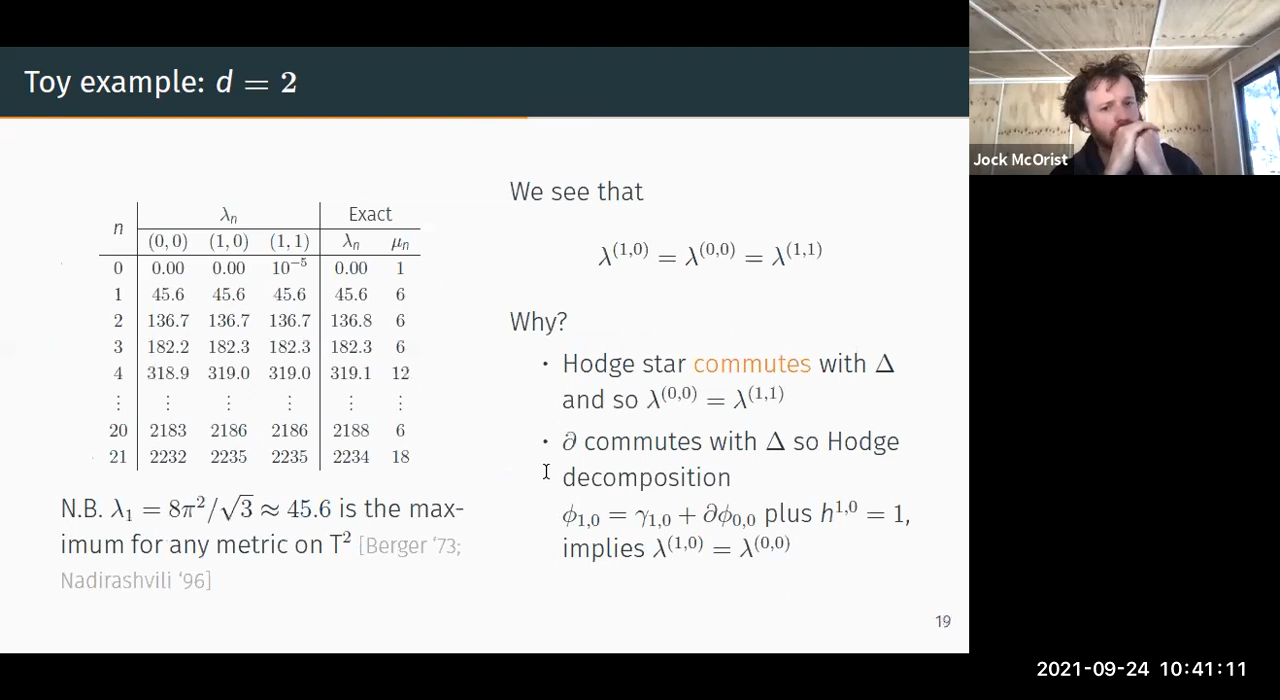 Toy example: d = 2
n λₙ Exact
(0, 0) (1, 0) (1, 1) λₙ μₙ
0 0.00 0.00 10⁻⁵ 0.00 1
1 45.6 45.6 45.6 45.6 6
2 136.7 136.7 136.7 136.8 6
3 182.2 182.3 182.3 182.3 6
4 318.9 319.0 319.0 319.1 12
⋮ ⋮ ⋮ ⋮ ⋮ ⋮
20 2183 2186 2186 2188 6
21 2232 2235 2235 2234 18
N.B. λ₁ = 8π²/√3 ≈ 45.6 is the max-
imum for any metric on T² [Berger '73;
Nadirashvili '96]
We see that
λ⁽¹,⁰⁾ = λ⁽⁰,⁰⁾ = λ⁽¹,¹⁾
Why?
· Hodge star commutes with Δ
and so λ⁽⁰,⁰⁾ = λ⁽¹,¹⁾
· ∂ commutes with Δ so Hodge
decomposition
ϕ₁,₀ = γ₁,₀ + ∂ϕ₀,₀ plus h¹,⁰ = 1,
implies λ⁽¹,⁰⁾ = λ⁽⁰,⁰⁾
19
Jock McOrist
2021-09-24 10:41:11